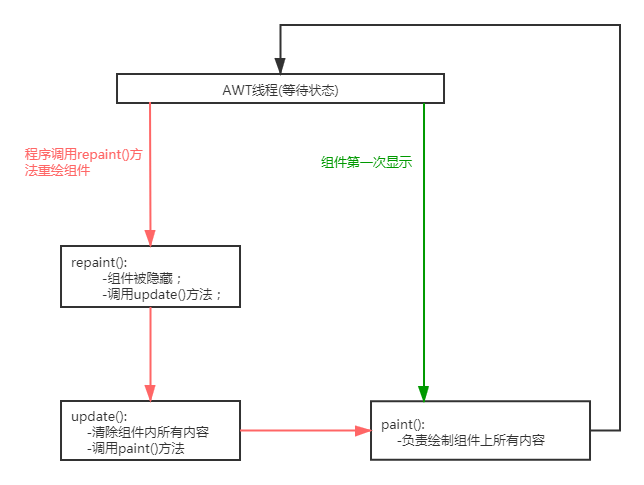 AWT线程(等待状态)
程序调用repaint()方
法重绘组件
组件第一次显示
repaint():
-组件被隐藏；
-调用update()方法；
update():
-清除组件内所有内容
-调用paint()方法
paint():
-负责绘制组件上所有内容